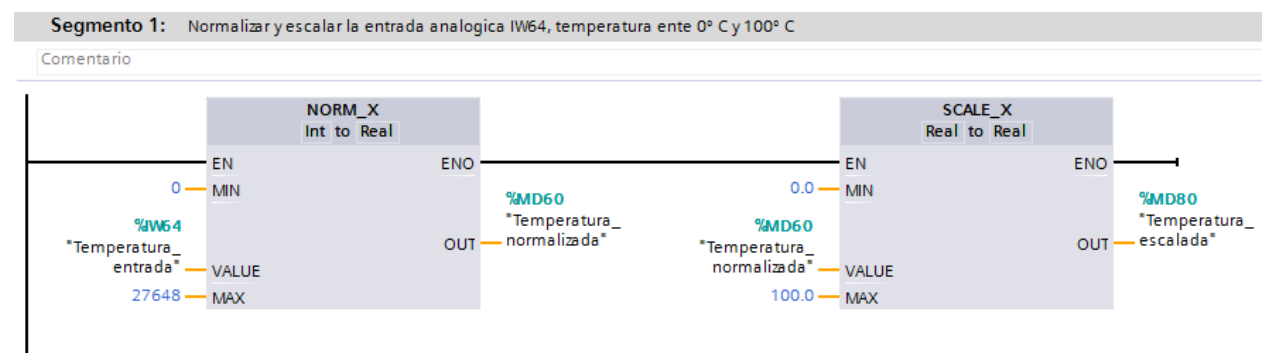 Segmento 1: Normalizar y escalar la entrada analogica IW64, temperatura ente 0º C y 100º C
Comentario
NORM_X
Int to Real
EN
ENO
0
MIN
%IW64
"Temperatura_
entrada"
VALUE
27648
MAX
OUT
%MD60
"Temperatura_
normalizada"
SCALE_X
Real to Real
EN
ENO
0.0
MIN
%MD60
"Temperatura_
normalizada"
VALUE
100.0
MAX
OUT
%MD80
"Temperatura_
escalada"